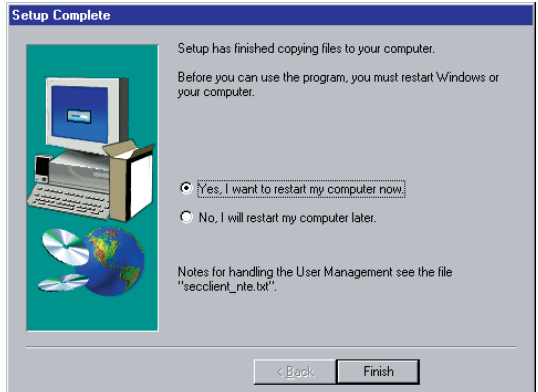 Setup Complete
Setup has finished copying files to your computer.
Before you can use the program, you must restart Windows or
your computer.
Yes, I want to restart my computer now.
No, I will restart my computer later.
Notes for handling the User Management see the file
"secclient_nte.txt".
< Back
Finish